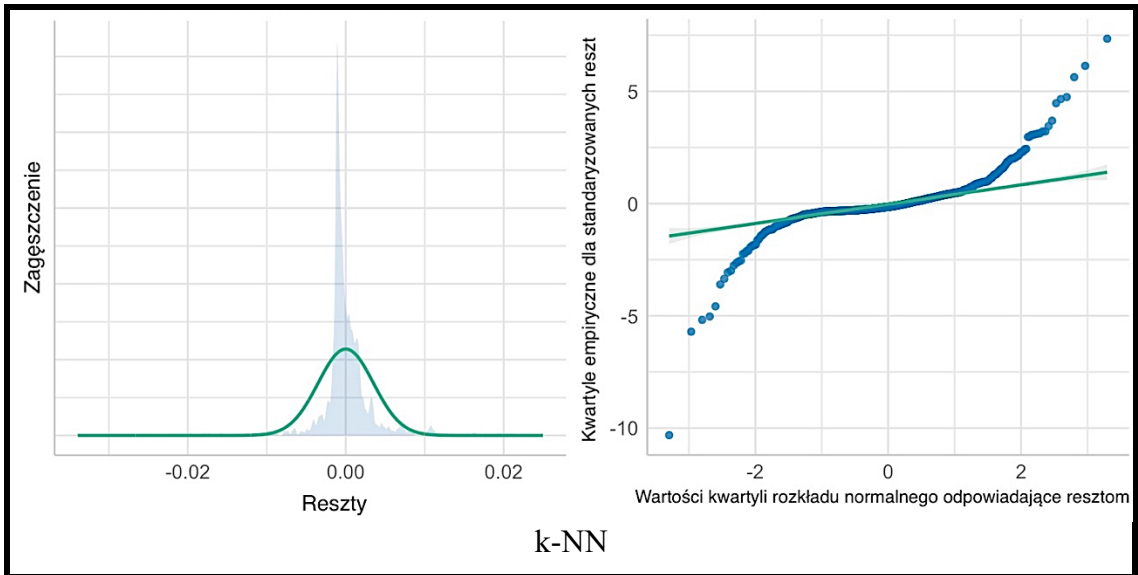 Zagęszczenie
-0.02
0.00
0.02
Reszty
Kwartyle empiryczne dla standaryzowanych reszt
5
0
-5
-10
-2
0
2
Wartości kwartyli rozkładu normalnego odpowiadające resztom
k-NN